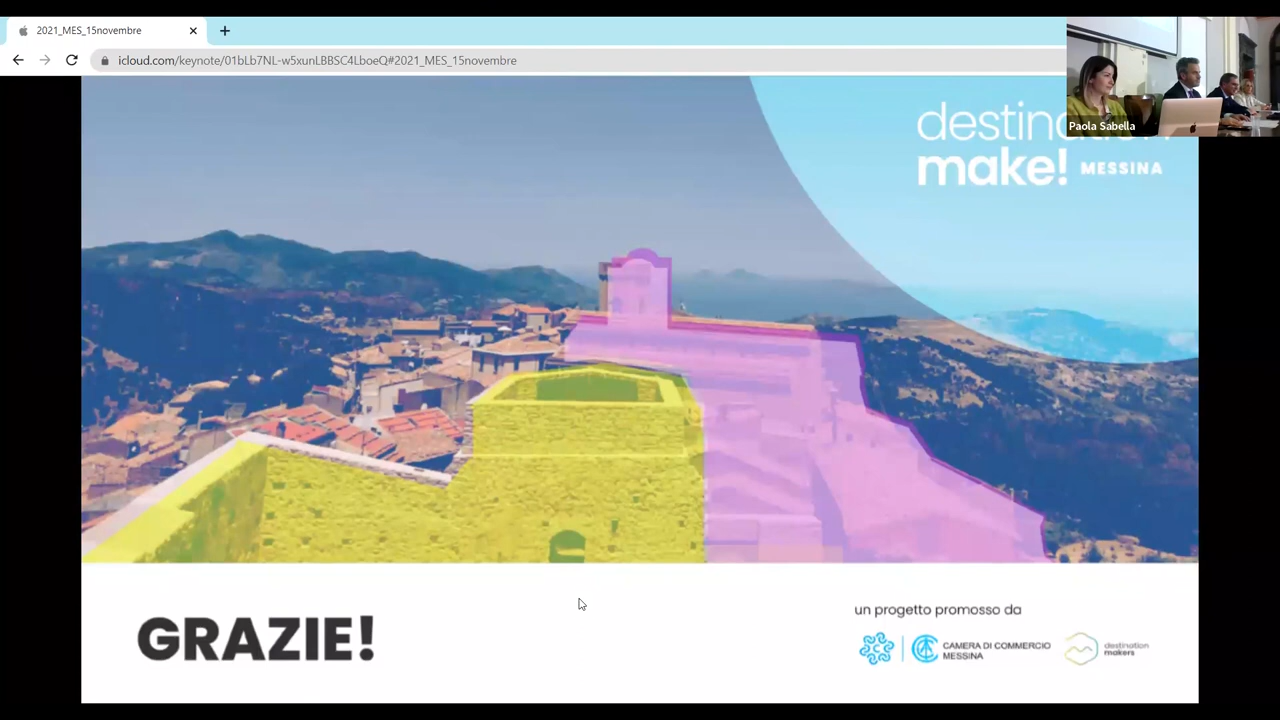 2021_MES_15novembre
icloud.com/keynote/01bLb7NL-w5xunLBBSC4LboeQ#2021_MES_15novembre
Paola Sabella
destina
make! MESSINA
GRAZIE!
un progetto promosso da
CAMERA DI COMMERCIO
MESSINA
destination
makers